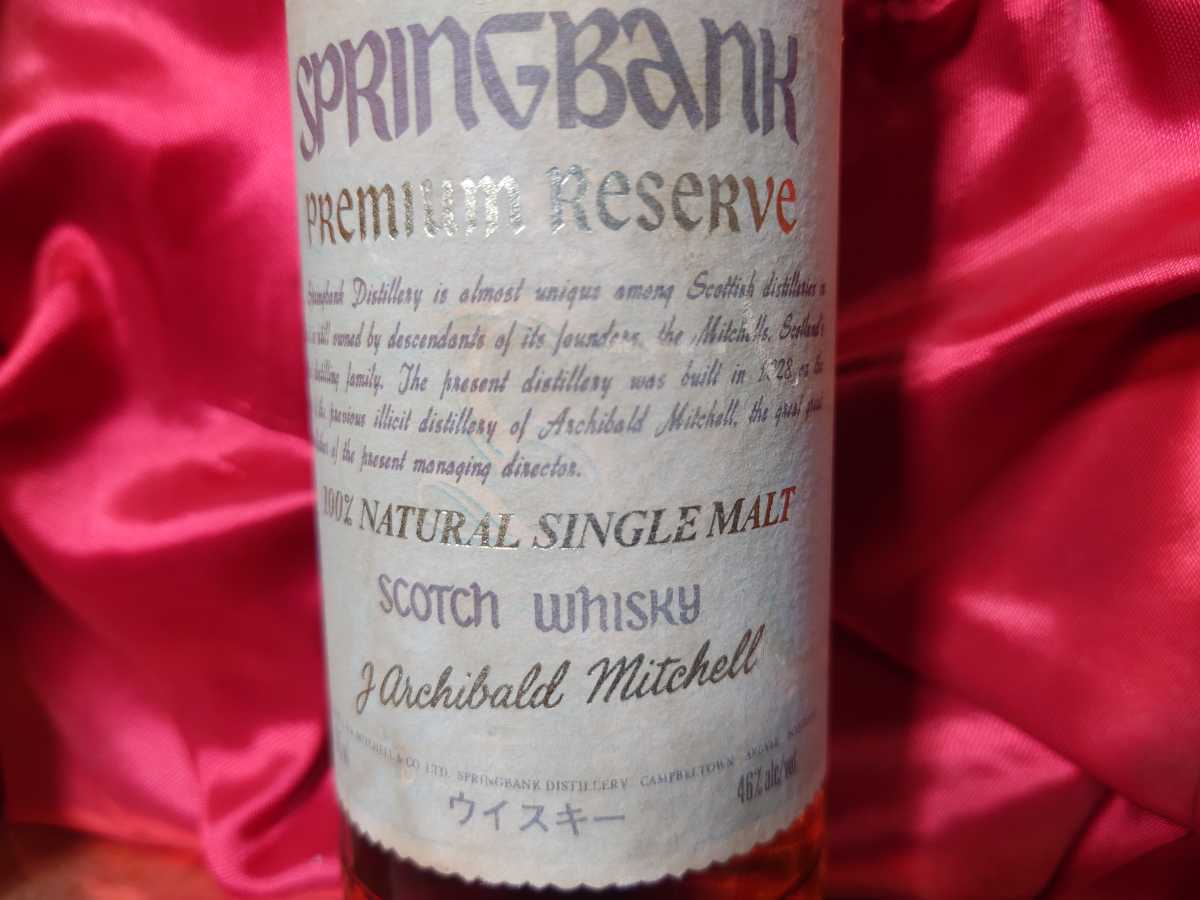 SPRINGBANK
PREMIUM RESERVE
Springbank Distillery is almost unique among Scottish distilleries
still owned by descendants of its founders, the Mitchells, Scotland's
family. The present distillery was built in 1828, on the
the previous illicit distillery of Archibald Mitchell, the great great
of the present managing director.
100% NATURAL SINGLE MALT
SCOTCH WHISKY
J Archibald Mitchell
MITCHELL & CO LTD. SPRINGBANK DISTILLERY CAMPBELTOWN ARGYLL
46% alc/vol
ウイスキー